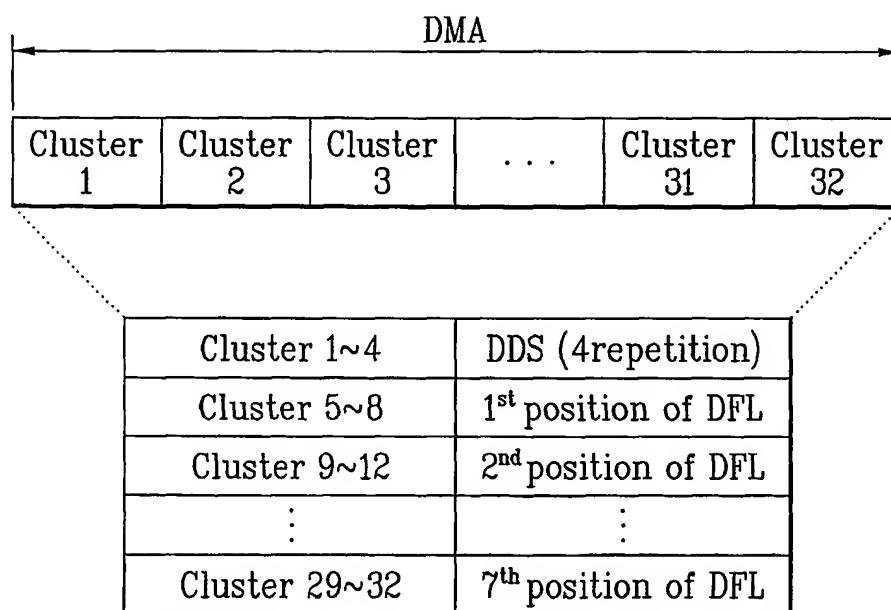 DMA
Cluster 1 Cluster 2 Cluster 3 ... Cluster 31 Cluster 32
Cluster 1~4 DDS (4repetition)
Cluster 5~8 1st position of DFL
Cluster 9~12 2nd position of DFL
⋮ ⋮
Cluster 29~32 7th position of DFL